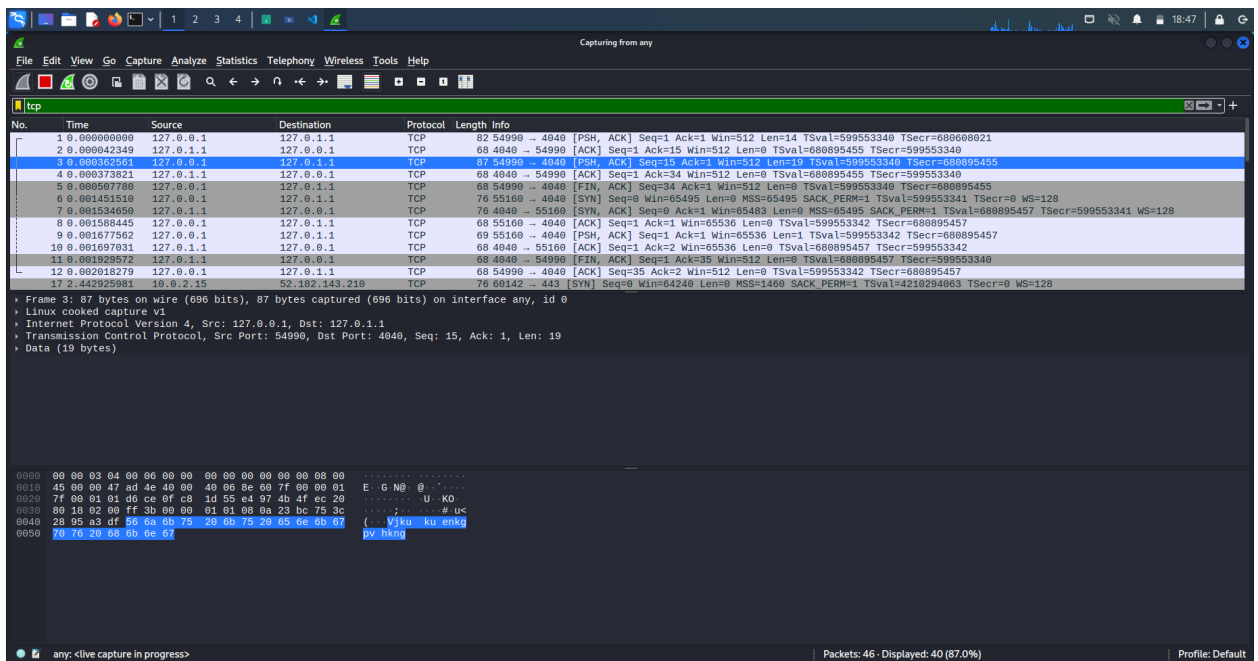 1 2 3 4 18:47
Capturing from any
File Edit View Go Capture Analyze Statistics Telephony Wireless Tools Help
tcp
No. Time Source Destination Protocol Length Info
1 0.000000000 127.0.0.1 127.0.1.1 TCP 82 54990 → 4040 [PSH, ACK] Seq=1 Ack=1 Win=512 Len=14 TSval=599553340 TSecr=680608021
2 0.000042349 127.0.1.1 127.0.0.1 TCP 68 4040 → 54990 [ACK] Seq=1 Ack=15 Win=512 Len=0 TSval=680895455 TSecr=599553340
3 0.000362561 127.0.0.1 127.0.1.1 TCP 87 54990 → 4040 [PSH, ACK] Seq=15 Ack=1 Win=512 Len=19 TSval=599553340 TSecr=680895455
4 0.000373821 127.0.1.1 127.0.0.1 TCP 68 4040 → 54990 [ACK] Seq=1 Ack=34 Win=512 Len=0 TSval=680895455 TSecr=599553340
5 0.000507780 127.0.0.1 127.0.1.1 TCP 68 54990 → 4040 [FIN, ACK] Seq=34 Ack=1 Win=512 Len=0 TSval=599553340 TSecr=680895455
6 0.001451510 127.0.0.1 127.0.1.1 TCP 76 55160 → 4040 [SYN] Seq=0 Win=65495 Len=0 MSS=65495 SACK_PERM=1 TSval=599553341 TSecr=0 WS=128
7 0.001534650 127.0.1.1 127.0.0.1 TCP 76 4040 → 55160 [SYN, ACK] Seq=0 Ack=1 Win=65483 Len=0 MSS=65495 SACK_PERM=1 TSval=680895457 TSecr=599553341 WS=128
8 0.001588445 127.0.0.1 127.0.1.1 TCP 68 55160 → 4040 [ACK] Seq=1 Ack=1 Win=65536 Len=0 TSval=599553342 TSecr=680895457
9 0.001677562 127.0.0.1 127.0.1.1 TCP 69 55160 → 4040 [PSH, ACK] Seq=1 Ack=1 Win=65536 Len=1 TSval=599553342 TSecr=680895457
10 0.001697031 127.0.1.1 127.0.0.1 TCP 68 4040 → 55160 [ACK] Seq=1 Ack=2 Win=65536 Len=0 TSval=680895457 TSecr=599553342
11 0.001929572 127.0.1.1 127.0.0.1 TCP 68 4040 → 54990 [FIN, ACK] Seq=1 Ack=35 Win=512 Len=0 TSval=680895457 TSecr=599553340
12 0.002018279 127.0.0.1 127.0.1.1 TCP 68 54990 → 4040 [ACK] Seq=35 Ack=2 Win=512 Len=0 TSval=599553342 TSecr=680895457
17 2.442925981 10.0.2.15 52.182.143.210 TCP 76 60142 → 443 [SYN] Seq=0 Win=64240 Len=0 MSS=1460 SACK_PERM=1 TSval=4210294063 TSecr=0 WS=128
Frame 3: 87 bytes on wire (696 bits), 87 bytes captured (696 bits) on interface any, id 0
Linux cooked capture v1
Internet Protocol Version 4, Src: 127.0.0.1, Dst: 127.0.1.1
Transmission Control Protocol, Src Port: 54990, Dst Port: 4040, Seq: 15, Ack: 1, Len: 19
Data (19 bytes)
0000 00 00 03 04 00 06 00 00 00 00 00 00 00 00 08 00 ········ ········
0010 45 00 00 47 ad 4e 40 00 40 06 8e 60 7f 00 00 01 E··G·N@· @··`····
0020 7f 00 01 01 d6 ce 0f c8 1d 55 e4 97 4b 4f ec 20 ········ ·U··KO·
0030 80 18 02 00 ff 3b 00 00 01 01 08 0a 23 bc 75 3c ·····;·· ····#·u<
0040 28 95 a3 df 56 6a 6b 75 20 6b 75 20 65 6e 6b 67 (···Vjku ku enkg
0050 70 76 20 68 6b 6e 67 pv hkng
any: <live capture in progress> Packets: 46 · Displayed: 40 (87.0%) Profile: Default